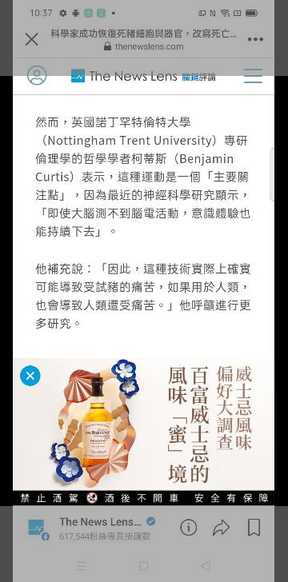 10:37
科學家成功恢復死豬細胞與器官，改寫死亡...
thenewslens.com
The News Lens 關鍵評論
然而，英國諾丁罕特倫特大學
（Nottingham Trent University）專研
倫理學的哲學學者柯蒂斯（Benjamin
Curtis）表示，這種運動是一個「主要關
注點」，因為最近的神經科學研究顯示，
「即使大腦測不到腦電活動，意識體驗也
能持續下去」。
他補充說：「因此，這種技術實際上確實
可能導致受試豬的痛苦，如果用於人類，
也會導致人類遭受痛苦。」他呼籲進行更
多研究。
威士忌風味
偏好大調查
百富威士忌的
風味「蜜」境
禁止酒駕 酒後不開車 安全有保障
The News Lens...
617,544粉絲專頁按讚數